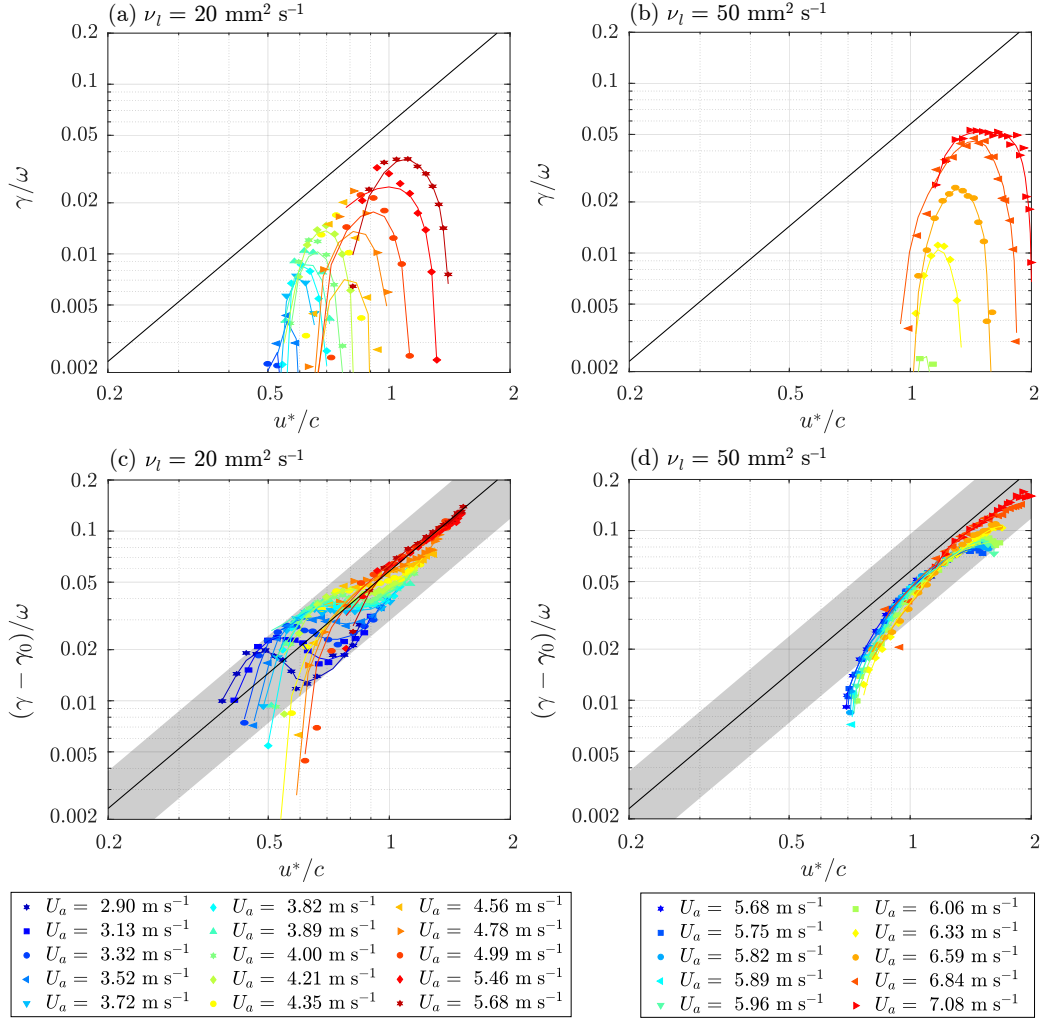 (a) ν_l = 20 mm² s⁻¹
(b) ν_l = 50 mm² s⁻¹
0.2
0.1
0.05
0.02
0.01
0.005
0.002
γ/ω
0.2
0.5
1
2
u*/c
0.2
0.1
0.05
0.02
0.01
0.005
0.002
γ/ω
0.2
0.5
1
2
u*/c
(c) ν_l = 20 mm² s⁻¹
(d) ν_l = 50 mm² s⁻¹
0.2
0.1
0.05
0.02
0.01
0.005
0.002
(γ − γ₀)/ω
0.2
0.5
1
2
u*/c
0.2
0.1
0.05
0.02
0.01
0.005
0.002
(γ − γ₀)/ω
0.2
0.5
1
2
u*/c
U_a = 2.90 m s⁻¹
U_a = 3.13 m s⁻¹
U_a = 3.32 m s⁻¹
U_a = 3.52 m s⁻¹
U_a = 3.72 m s⁻¹
U_a = 3.82 m s⁻¹
U_a = 3.89 m s⁻¹
U_a = 4.00 m s⁻¹
U_a = 4.21 m s⁻¹
U_a = 4.35 m s⁻¹
U_a = 4.56 m s⁻¹
U_a = 4.78 m s⁻¹
U_a = 4.99 m s⁻¹
U_a = 5.46 m s⁻¹
U_a = 5.68 m s⁻¹
U_a = 5.68 m s⁻¹
U_a = 5.75 m s⁻¹
U_a = 5.82 m s⁻¹
U_a = 5.89 m s⁻¹
U_a = 5.96 m s⁻¹
U_a = 6.06 m s⁻¹
U_a = 6.33 m s⁻¹
U_a = 6.59 m s⁻¹
U_a = 6.84 m s⁻¹
U_a = 7.08 m s⁻¹